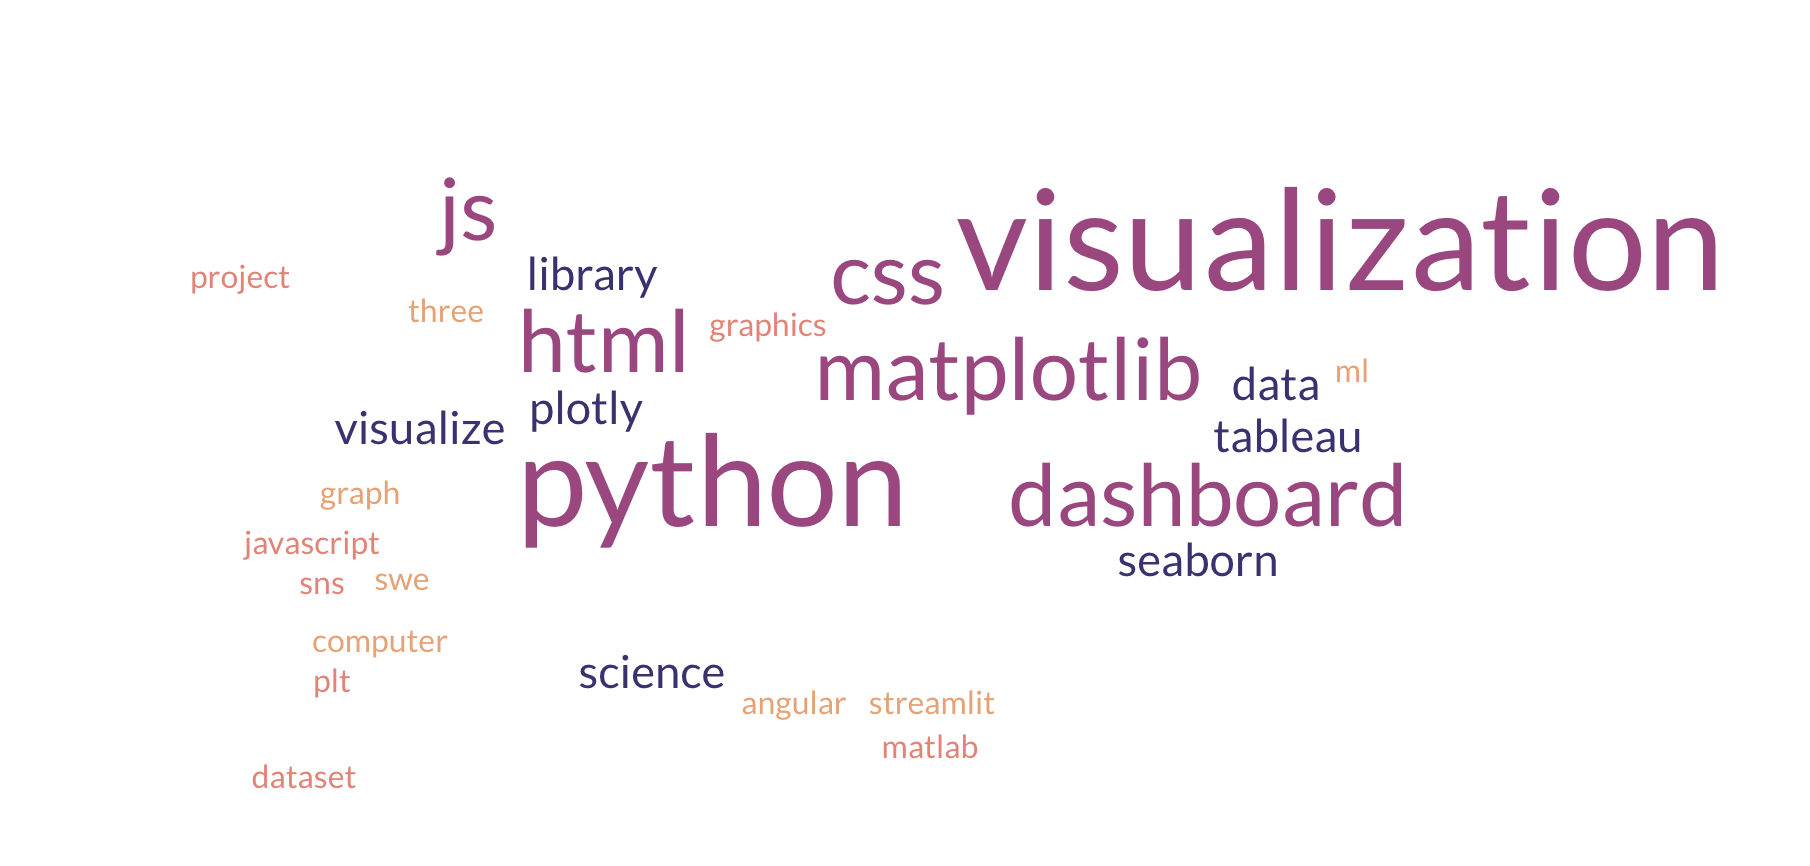 js
visualization
library
css
project
three
html
graphics
matplotlib
data
ml
plotly
visualize
tableau
python
dashboard
graph
javascript
seaborn
sns
swe
computer
science
plt
angular
streamlit
matlab
dataset